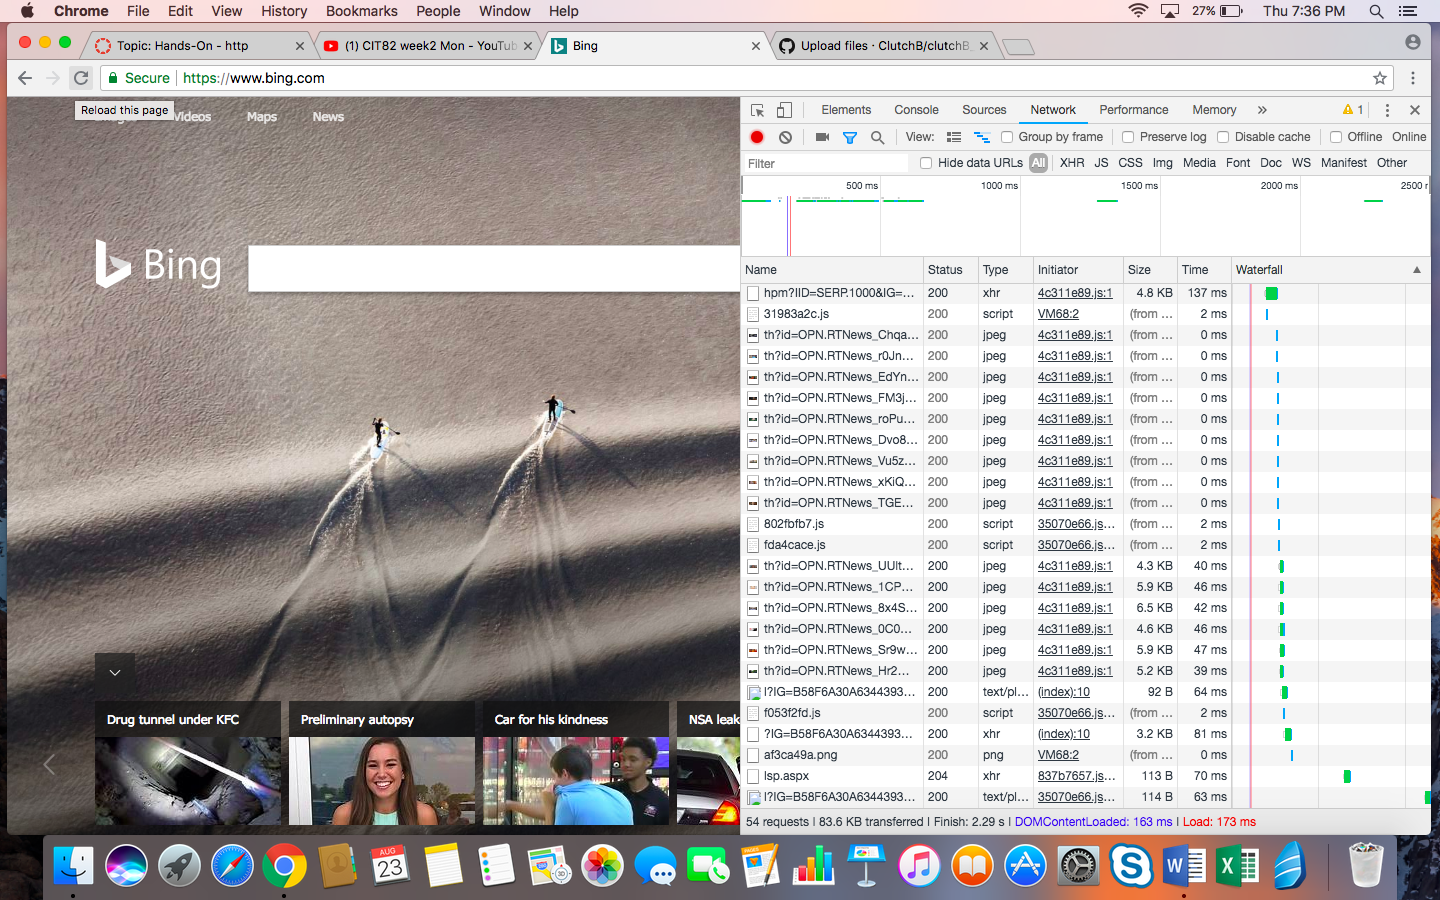 Chrome File Edit View History Bookmarks People Window Help 27% Thu 7:36 PM
Topic: Hands-On - http (1) CIT82 week2 Mon - YouTub Bing Upload files · ClutchB/clutchB
Secure https://www.bing.com
Reload this page
Videos Maps News
Bing
Drug tunnel under KFC Preliminary autopsy Car for his kindness NSA leak
AUG
23
3D
Elements Console Sources Network Performance Memory » 1
View: Group by frame Preserve log Disable cache Offline Online
Filter Hide data URLs All XHR JS CSS Img Media Font Doc WS Manifest Other
500 ms 1000 ms 1500 ms 2000 ms 2500
Name Status Type Initiator Size Time Waterfall
hpm?IID=SERP.1000&IG=... 200 xhr 4c311e89.js:1 4.8 KB 137 ms
31983a2c.js 200 script VM68:2 (from ... 2 ms
th?id=OPN.RTNews_Chqa... 200 jpeg 4c311e89.js:1 (from ... 0 ms
th?id=OPN.RTNews_r0Jn... 200 jpeg 4c311e89.js:1 (from ... 0 ms
th?id=OPN.RTNews_EdYn... 200 jpeg 4c311e89.js:1 (from ... 0 ms
th?id=OPN.RTNews_FM3j... 200 jpeg 4c311e89.js:1 (from ... 0 ms
th?id=OPN.RTNews_roPu... 200 jpeg 4c311e89.js:1 (from ... 0 ms
th?id=OPN.RTNews_Dvo8... 200 jpeg 4c311e89.js:1 (from ... 0 ms
th?id=OPN.RTNews_Vu5z... 200 jpeg 4c311e89.js:1 (from ... 0 ms
th?id=OPN.RTNews_xKiQ... 200 jpeg 4c311e89.js:1 (from ... 0 ms
th?id=OPN.RTNews_TGE... 200 jpeg 4c311e89.js:1 (from ... 0 ms
802fbfb7.js 200 script 35070e66.js... (from ... 2 ms
fda4cace.js 200 script 35070e66.js... (from ... 2 ms
th?id=OPN.RTNews_UUlt... 200 jpeg 4c311e89.js:1 4.3 KB 40 ms
th?id=OPN.RTNews_1CP... 200 jpeg 4c311e89.js:1 5.9 KB 46 ms
th?id=OPN.RTNews_8x4S... 200 jpeg 4c311e89.js:1 6.5 KB 42 ms
th?id=OPN.RTNews_0C0... 200 jpeg 4c311e89.js:1 4.6 KB 46 ms
th?id=OPN.RTNews_Sr9w... 200 jpeg 4c311e89.js:1 5.9 KB 47 ms
th?id=OPN.RTNews_Hr2... 200 jpeg 4c311e89.js:1 5.2 KB 39 ms
l?IG=B58F6A30A6344393... 200 text/pl... (index):10 92 B 64 ms
f053f2fd.js 200 script 35070e66.js... (from ... 2 ms
?IG=B58F6A30A6344393... 200 xhr (index):10 3.2 KB 81 ms
af3ca49a.png 200 png VM68:2 (from ... 0 ms
lsp.aspx 204 xhr 837b7657.js... 113 B 70 ms
l?IG=B58F6A30A6344393... 200 text/pl... 35070e66.js... 114 B 63 ms
54 requests | 83.6 KB transferred | Finish: 2.29 s | DOMContentLoaded: 163 ms | Load: 173 ms